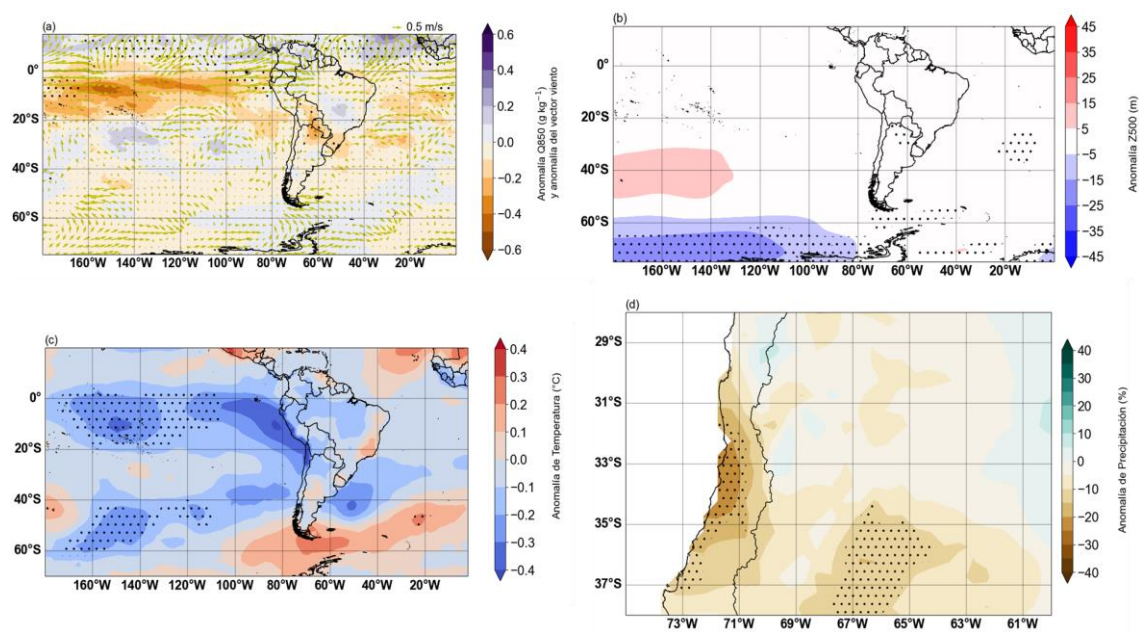 (a)
0.5 m/s
0°
20°S
40°S
60°S
160°W 140°W 120°W 100°W 80°W 60°W 40°W 20°W
0.6
0.4
0.2
0.0
−0.2
−0.4
−0.6
Anomalía Q850 (g kg⁻¹)
y anomalía del vector viento
(b)
0°
20°S
40°S
60°S
160°W 140°W 120°W 100°W 80°W 60°W 40°W 20°W
45
35
25
15
5
−5
−15
−25
−35
−45
Anomalía Z500 (m)
(c)
0°
20°S
40°S
60°S
160°W 140°W 120°W 100°W 80°W 60°W 40°W 20°W
0.4
0.3
0.2
0.1
0.0
−0.1
−0.2
−0.3
−0.4
Anomalía de Temperatura (°C)
(d)
29°S
31°S
33°S
35°S
37°S
73°W 71°W 69°W 67°W 65°W 63°W 61°W
40
30
20
10
0
−10
−20
−30
−40
Anomalía de Precipitación (%)